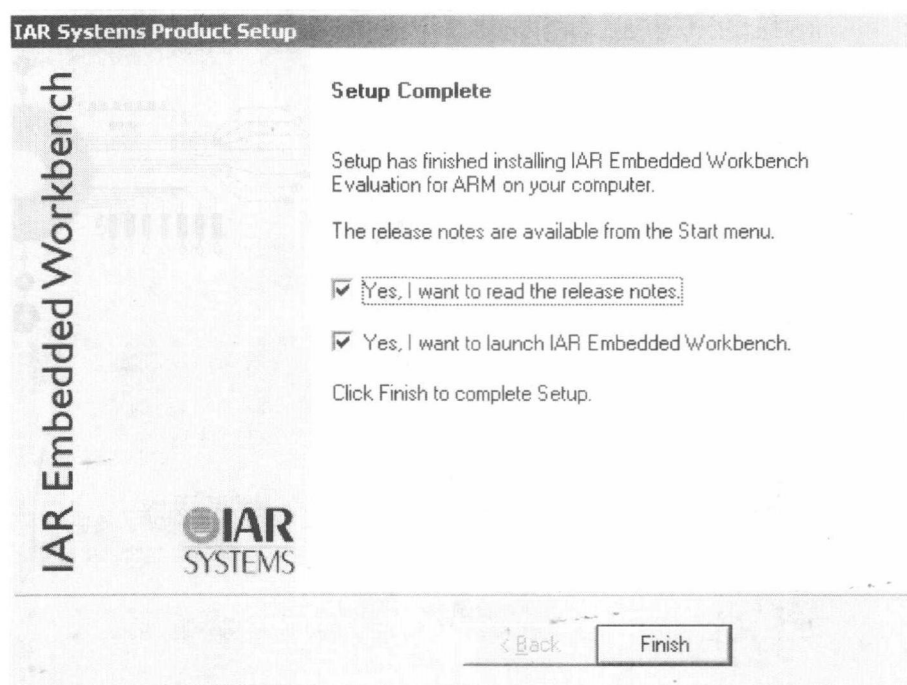 IAR Systems Product Setup
IAR Embedded Workbench
Setup Complete
Setup has finished installing IAR Embedded Workbench
Evaluation for ARM on your computer.
The release notes are available from the Start menu.
Yes, I want to read the release notes.
Yes, I want to launch IAR Embedded Workbench.
Click Finish to complete Setup.
IAR
SYSTEMS
< Back
Finish